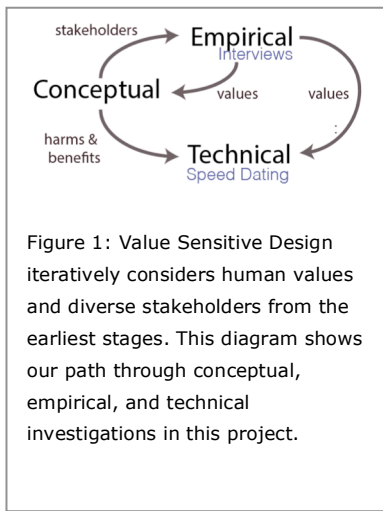 stakeholders
Empirical
Interviews
Conceptual
values
values
:
harms &
benefits
Technical
Speed Dating
Figure 1: Value Sensitive Design
iteratively considers human values
and diverse stakeholders from the
earliest stages. This diagram shows
our path through conceptual,
empirical, and technical
investigations in this project.